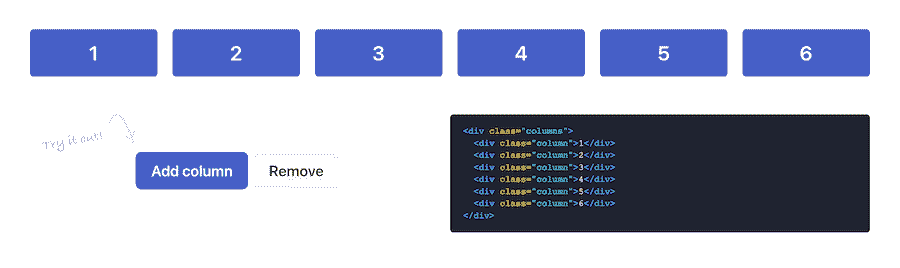 1 2 3 4 5 6
Try it out!
Add column Remove
<div class="columns">
  <div class="column">1</div>
  <div class="column">2</div>
  <div class="column">3</div>
  <div class="column">4</div>
  <div class="column">5</div>
  <div class="column">6</div>
</div>